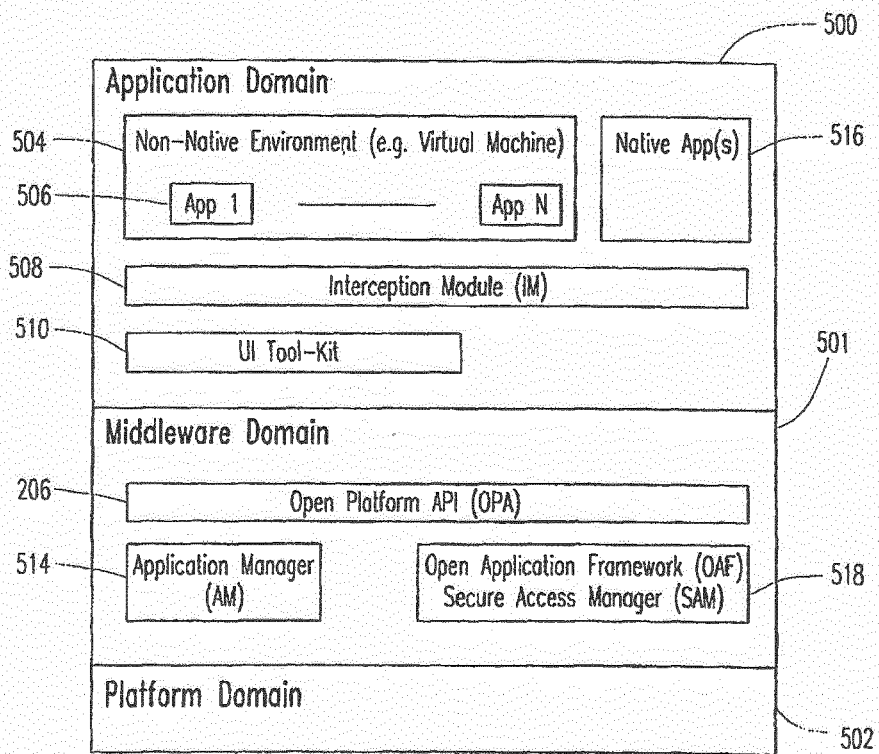 500
Application Domain
504
Non-Native Environment (e.g. Virtual Machine)
Native App(s)
516
506
App 1
App N
508
Interception Module (IM)
510
UI Tool-Kit
501
Middleware Domain
206
Open Platform API (OPA)
514
Application Manager
(AM)
Open Application Framework (OAF)
Secure Access Manager (SAM)
518
Platform Domain
502